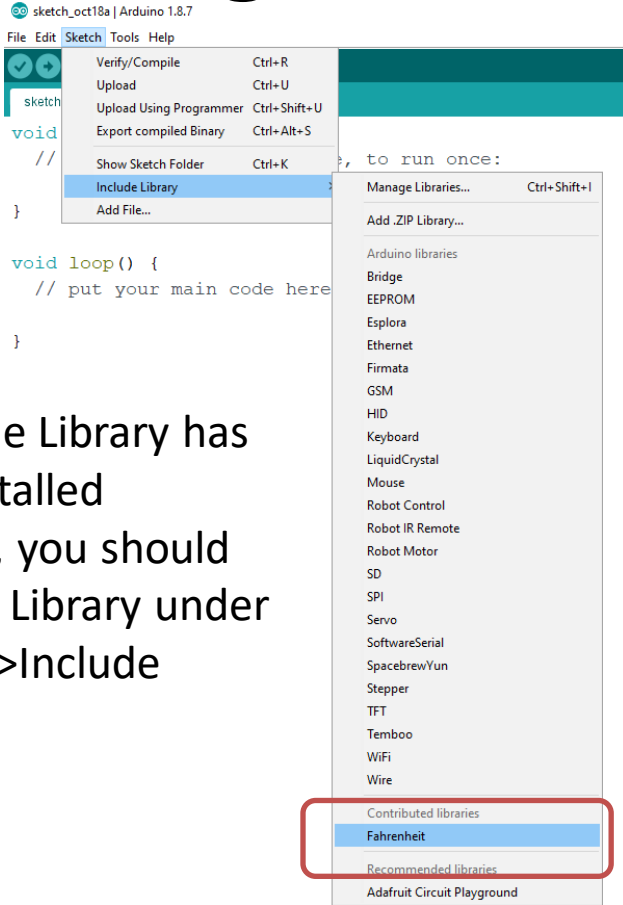 sketch_oct18a | Arduino 1.8.7
File Edit Sketch Tools Help
Verify/Compile Ctrl+R
Upload Ctrl+U
Upload Using Programmer Ctrl+Shift+U
Export compiled Binary Ctrl+Alt+S
Show Sketch Folder Ctrl+K
Include Library
Add File...
sketch
void
// , to run once:
}
void loop() {
// put your main code here
}
Manage Libraries... Ctrl+Shift+I
Add .ZIP Library...
Arduino libraries
Bridge
EEPROM
Esplora
Ethernet
Firmata
GSM
HID
Keyboard
LiquidCrystal
Mouse
Robot Control
Robot IR Remote
Robot Motor
SD
SPI
Servo
SoftwareSerial
SpacebrewYun
Stepper
TFT
Temboo
WiFi
Wire
Contributed libraries
Fahrenheit
Recommended libraries
Adafruit Circuit Playground
e Library has
talled
, you should
Library under
>Include